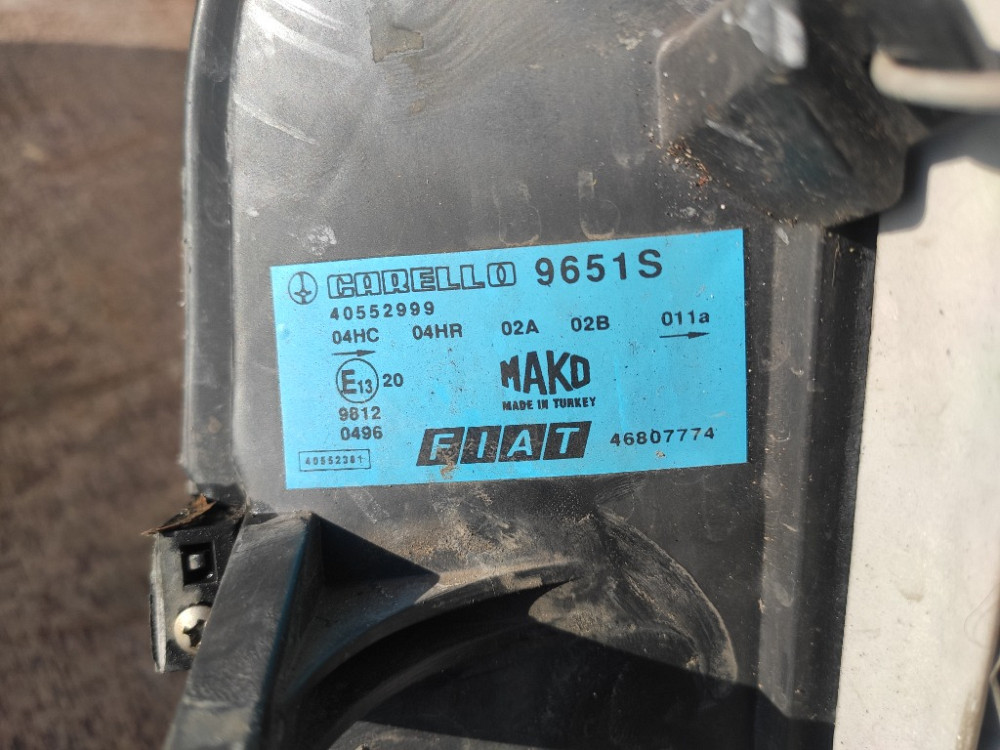 CARELLO 9651S
40552999
04HC 04HR 02A 02B 011a
E13 20
MAKO
MADE IN TURKEY
9812
0496
FIAT 46807774
40552381